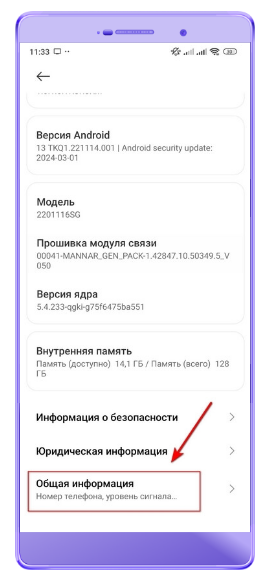 11:33
Версия Android
13 TKQ1.221114.001 | Android security update:
2024-03-01
Модель
2201116SG
Прошивка модуля связи
00041-MANNAR_GEN_PACK-1.42847.10.50349.5_V
050
Версия ядра
5.4.233-qgki-g75f6475ba551
Внутренняя память
Память (доступно) 14,1 ГБ / Память (всего) 128
ГБ
Информация о безопасности
Юридическая информация
Общая информация
Номер телефона, уровень сигнала...